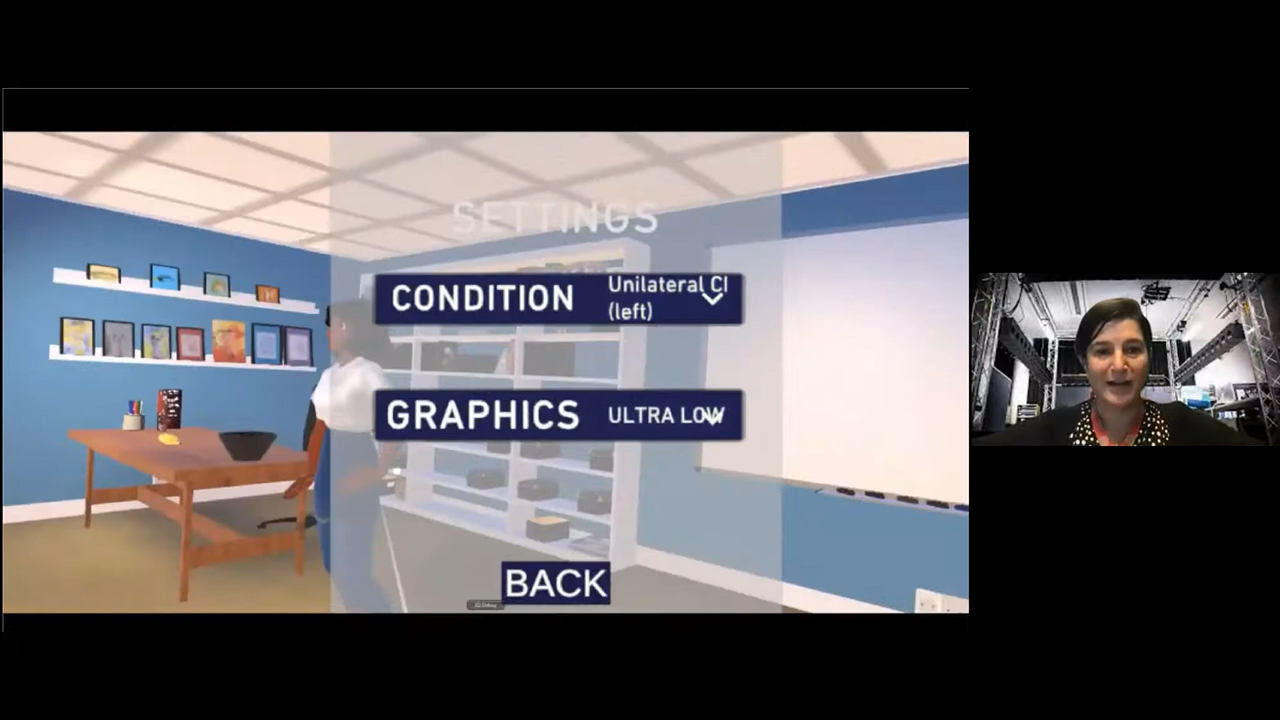 SETTINGS
CONDITION
Unilateral CI
(left)
GRAPHICS
ULTRA LOW
BACK